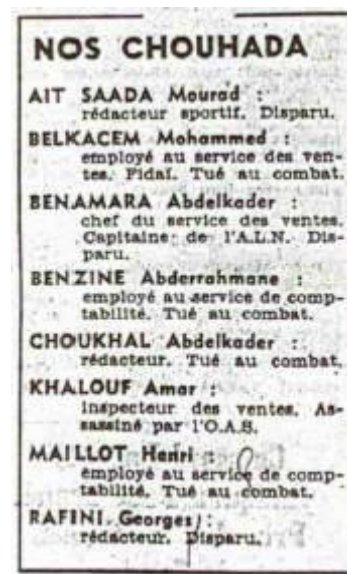 NOS CHOUHADA
AIT SAADA Mourad :
rédacteur sportif. Disparu.
BELKACEM Mohammed :
employé au service des ven-
tes. Fidaï. Tué au combat.
BENAMARA Abdelkader :
chef du service des ventes.
Capitaine de l'A.L.N. Dis-
paru.
BENZINE Abderrahmane :
employé au service de comp-
tabilité. Tué au combat.
CHOUKHAL Abdelkader :
rédacteur. Tué au combat.
KHALOUF Amar :
inspecteur des ventes. As-
sassiné par l'O.A.S.
MAILLOT Henri :
employé au service de comp-
tabilité. Tué au combat.
RAFINI Georges :
rédacteur. Disparu.